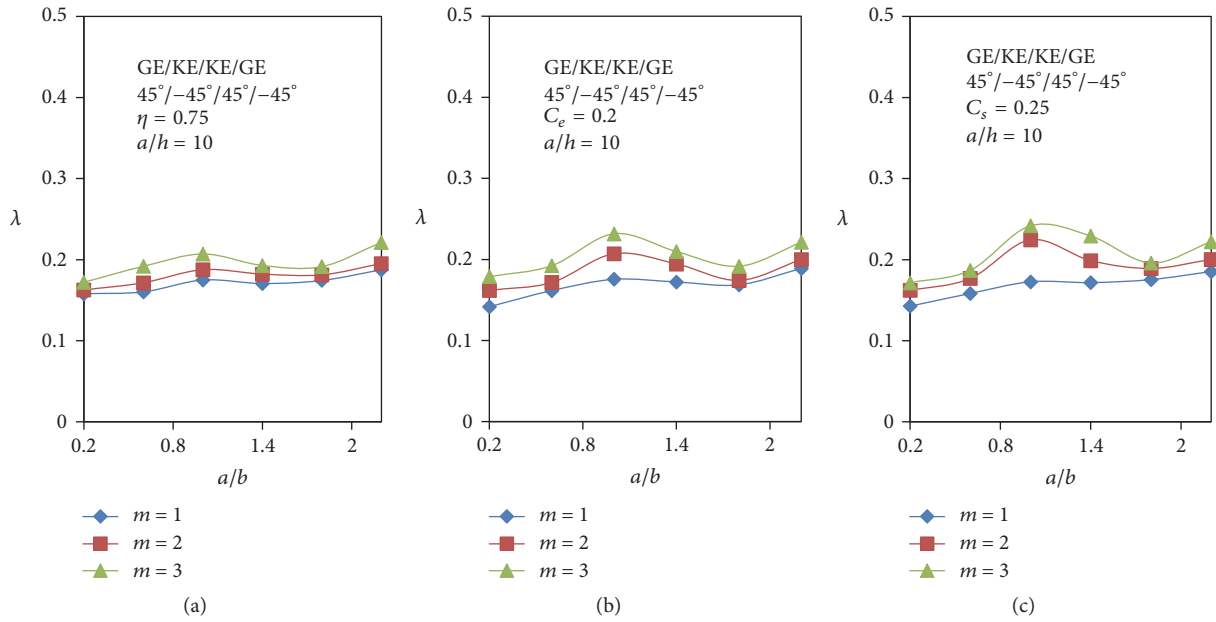 0.5
0.4
0.3
λ
0.2
0.1
0
GE/KE/KE/GE
45°/−45°/45°/−45°
η = 0.75
a/h = 10
0.2
0.8
1.4
2
a/b
m = 1
m = 2
m = 3
(a)
0.5
0.4
0.3
λ
0.2
0.1
0
GE/KE/KE/GE
45°/−45°/45°/−45°
C_e = 0.2
a/h = 10
0.2
0.8
1.4
2
a/b
m = 1
m = 2
m = 3
(b)
0.5
0.4
0.3
λ
0.2
0.1
0
GE/KE/KE/GE
45°/−45°/45°/−45°
C_s = 0.25
a/h = 10
0.2
0.8
1.4
2
a/b
m = 1
m = 2
m = 3
(c)